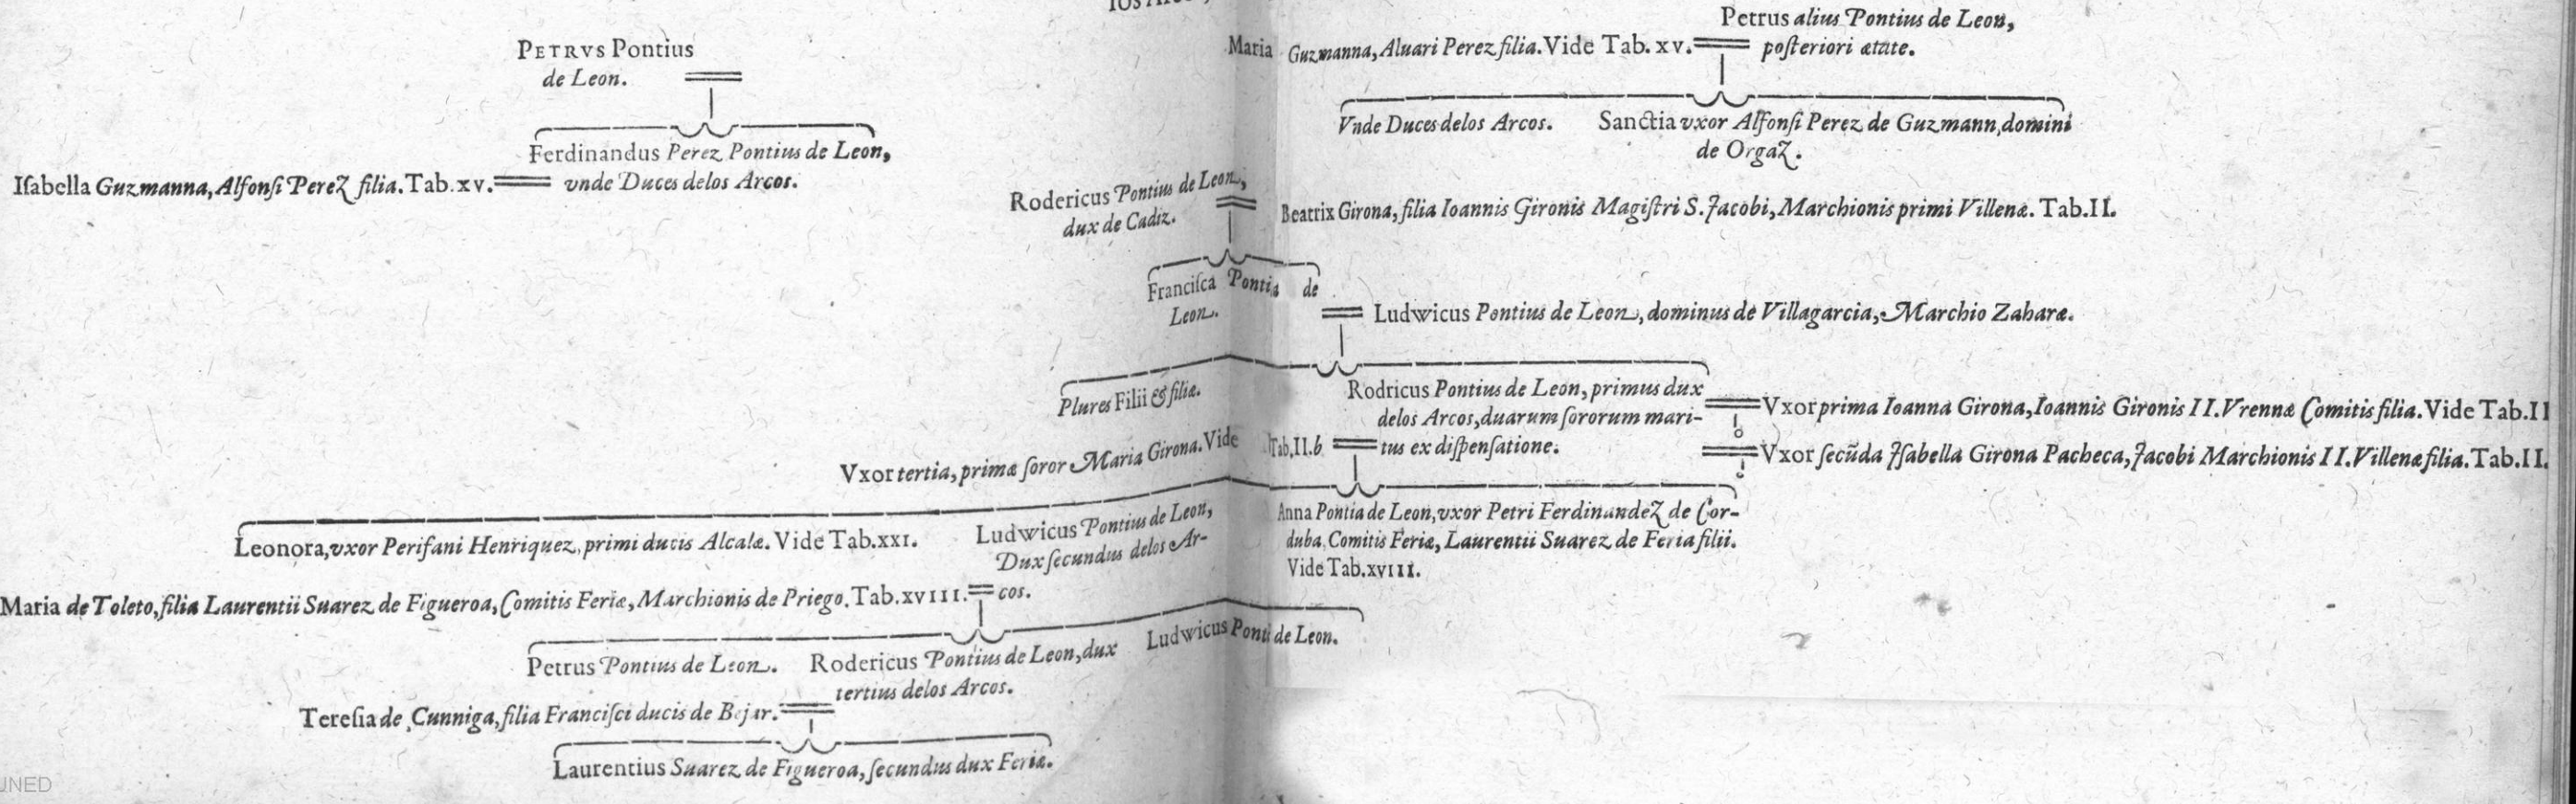 PETRVS Pontius
de Leon.
Ferdinandus Perez Pontius de Leon,
Iſabella Guzmanna, Alfonſi Perez filia. Tab. xv. vnde Duces delos Arcos.
Petrus alius Pontius de Leon,
Maria Guzmanna, Aluari Perez filia. Vide Tab. xv. poſteriori ætate.
Vnde Duces delos Arcos. Sanctia vxor Alfonſi Perez de Guzmann, domini
de Orgaz.
Rodericus Pontius de Leon,
dux de Cadiz.
Beatrix Girona, filia Ioannis Gironis Magiſtri S. Jacobi, Marchionis primi Villenæ. Tab. II.
Franciſca Pontia de
Leon.
Ludwicus Pontius de Leon, dominus de Villagarcia, Marchio Zaharæ.
Plures Filii & filiæ.
Rodricus Pontius de Leon, primus dux
delos Arcos, duarum ſororum mari-
tus ex diſpenſatione.
Vxor prima Ioanna Girona, Ioannis Gironis II. Vrennæ Comitis filia. Vide Tab. II
Vxor ſecūda Jſabella Girona Pacheca, Jacobi Marchionis II. Villenæ filia. Tab. II.
Vxor tertia, primæ ſoror Maria Girona. Vide Tab. II. b
Leonora, vxor Perifani Henriquez, primi ducis Alcalæ. Vide Tab. xxI.
Ludwicus Pontius de Leon,
Dux ſecundus delos Ar-
cos.
Anna Pontia de Leon, vxor Petri Ferdinandez de Cor-
duba, Comitis Feriæ, Laurentii Suarez de Feria filii.
Vide Tab. xvIII.
Maria de Toleto, filia Laurentii Suarez de Figueroa, Comitis Feriæ, Marchionis de Priego. Tab. xvIII.
Petrus Pontius de Leon. Rodericus Pontius de Leon, dux
tertius delos Arcos.
Ludwicus Ponti de Leon.
Tereſia de Cunniga, filia Franciſci ducis de Bejar.
Laurentius Suarez de Figueroa, ſecundus dux Feriæ.
UNED